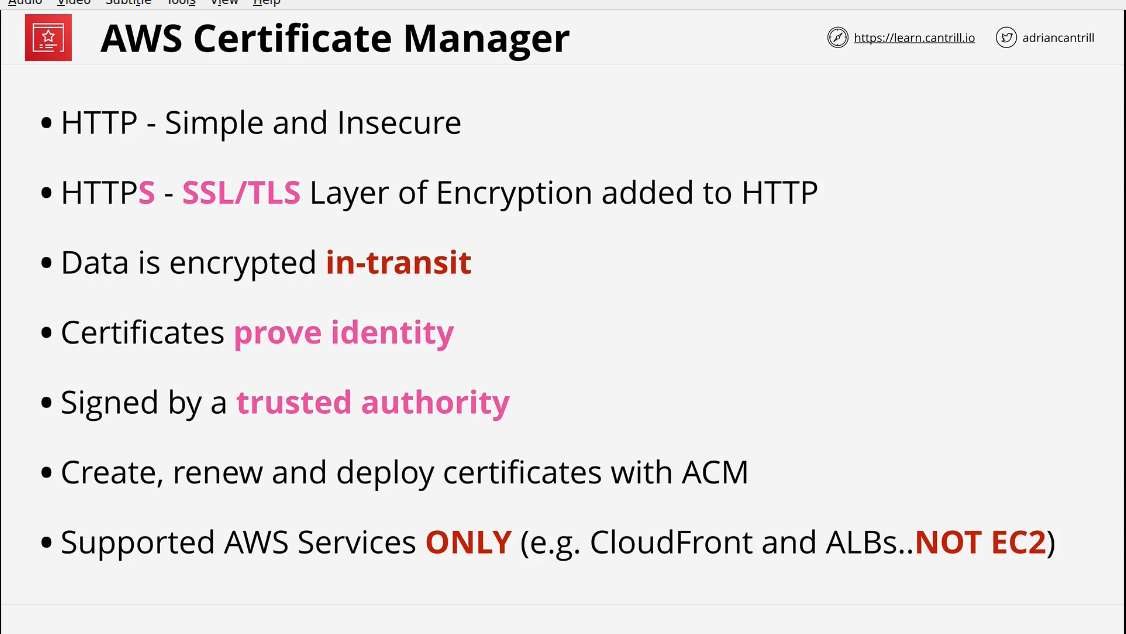 Audio Video Subtitle Tools View Help
AWS Certificate Manager
https://learn.cantrill.io
adriancantrill
• HTTP - Simple and Insecure
• HTTPS - SSL/TLS Layer of Encryption added to HTTP
• Data is encrypted in-transit
• Certificates prove identity
• Signed by a trusted authority
• Create, renew and deploy certificates with ACM
• Supported AWS Services ONLY (e.g. CloudFront and ALBs..NOT EC2)